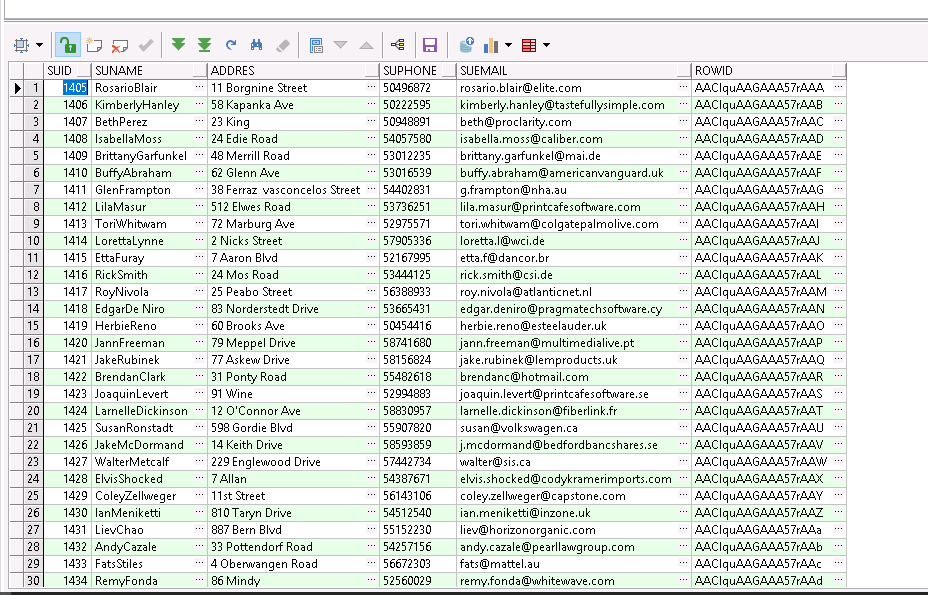 SUID SUNAME ADDRES SUPHONE SUEMAIL ROWID
1 1405 RosarioBlair ... 11 Borgnine Street ... 50496872 rosario.blair@elite.com ... AACIquAAGAAA57rAAA ...
2 1406 KimberlyHanley ... 58 Kapanka Ave ... 50222595 kimberly.hanley@tastefullysimple.com ... AACIquAAGAAA57rAAB ...
3 1407 BethPerez ... 23 King ... 50948891 beth@proclarity.com ... AACIquAAGAAA57rAAC ...
4 1408 IsabellaMoss ... 24 Edie Road ... 54057580 isabella.moss@caliber.com ... AACIquAAGAAA57rAAD ...
5 1409 BrittanyGarfunkel ... 48 Merrill Road ... 53012235 brittany.garfunkel@mai.de ... AACIquAAGAAA57rAAE ...
6 1410 BuffyAbraham ... 62 Glenn Ave ... 53016539 buffy.abraham@americanvanguard.uk ... AACIquAAGAAA57rAAF ...
7 1411 GlenFrampton ... 38 Ferraz vasconcelos Street ... 54402831 g.frampton@nha.au ... AACIquAAGAAA57rAAG ...
8 1412 LilaMasur ... 512 Elwes Road ... 53736251 lila.masur@printcafesoftware.com ... AACIquAAGAAA57rAAH ...
9 1413 ToriWhitwam ... 72 Marburg Ave ... 52975571 tori.whitwam@colgatepalmolive.com ... AACIquAAGAAA57rAAI ...
10 1414 LorettaLynne ... 2 Nicks Street ... 57905336 loretta.l@wci.de ... AACIquAAGAAA57rAAJ ...
11 1415 EttaFuray ... 7 Aaron Blvd ... 52167995 etta.f@dancor.br ... AACIquAAGAAA57rAAK ...
12 1416 RickSmith ... 24 Mos Road ... 53444125 rick.smith@csi.de ... AACIquAAGAAA57rAAL ...
13 1417 RoyNivola ... 25 Peabo Street ... 56388933 roy.nivola@atlanticnet.nl ... AACIquAAGAAA57rAAM ...
14 1418 EdgarDe Niro ... 83 Norderstedt Drive ... 53665431 edgar.deniro@pragmatechsoftware.cy ... AACIquAAGAAA57rAAN ...
15 1419 HerbieReno ... 60 Brooks Ave ... 50454416 herbie.reno@esteelauder.uk ... AACIquAAGAAA57rAAO ...
16 1420 JannFreeman ... 79 Meppel Drive ... 58741680 jann.freeman@multimedialive.pt ... AACIquAAGAAA57rAAP ...
17 1421 JakeRubinek ... 77 Askew Drive ... 58156824 jake.rubinek@lemproducts.uk ... AACIquAAGAAA57rAAQ ...
18 1422 BrendanClark ... 31 Ponty Road ... 55482618 brendanc@hotmail.com ... AACIquAAGAAA57rAAR ...
19 1423 JoaquinLevert ... 91 Wine ... 52994883 joaquin.levert@printcafesoftware.se ... AACIquAAGAAA57rAAS ...
20 1424 LarnelleDickinson ... 12 O'Connor Ave ... 58830957 larnelle.dickinson@fiberlink.fr ... AACIquAAGAAA57rAAT ...
21 1425 SusanRonstadt ... 598 Gordie Blvd ... 55907820 susan@volkswagen.ca ... AACIquAAGAAA57rAAU ...
22 1426 JakeMcDormand ... 14 Keith Drive ... 58593859 j.mcdormand@bedfordbancshares.se ... AACIquAAGAAA57rAAV ...
23 1427 WalterMetcalf ... 229 Englewood Drive ... 57442734 walter@sis.ca ... AACIquAAGAAA57rAAW ...
24 1428 ElvisShocked ... 7 Allan ... 54387671 elvis.shocked@codykramerimports.com ... AACIquAAGAAA57rAAX ...
25 1429 ColeyZellweger ... 11st Street ... 56143106 coley.zellweger@capstone.com ... AACIquAAGAAA57rAAY ...
26 1430 IanMeniketti ... 810 Taryn Drive ... 54512540 ian.meniketti@inzone.uk ... AACIquAAGAAA57rAAZ ...
27 1431 LievChao ... 887 Bern Blvd ... 55152230 liev@horizonorganic.com ... AACIquAAGAAA57rAAa ...
28 1432 AndyCazale ... 33 Pottendorf Road ... 54257156 andy.cazale@pearllawgroup.com ... AACIquAAGAAA57rAAb ...
29 1433 FatsStiles ... 4 Oberwangen Road ... 56672303 fats@mattel.au ... AACIquAAGAAA57rAAc ...
30 1434 RemyFonda ... 86 Mindy ... 52560029 remy.fonda@whitewave.com ... AACIquAAGAAA57rAAd ...